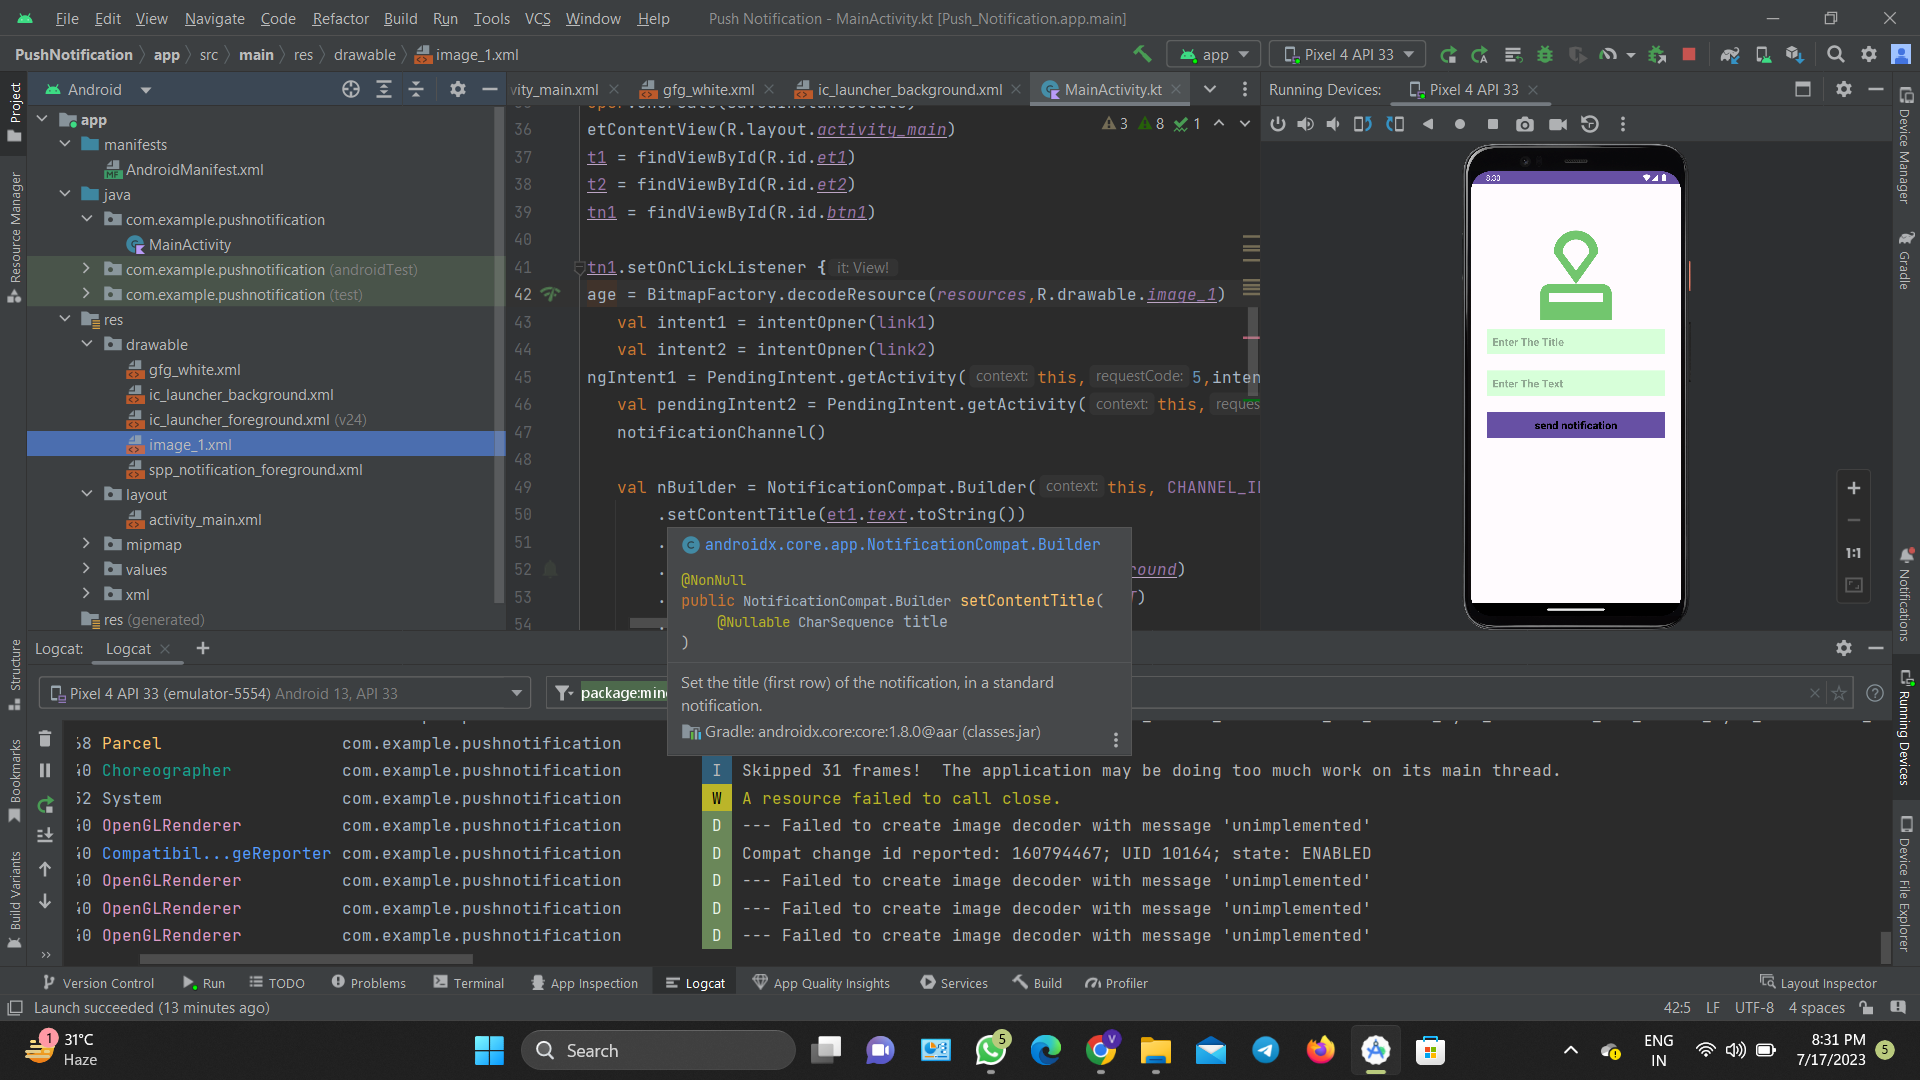 File Edit View Navigate Code Refactor Build Run Tools VCS Window Help Push Notification - MainActivity.kt [Push_Notification.app.main]
PushNotification app src main res drawable image_1.xml app Pixel 4 API 33
Project
Resource Manager
Structure
Bookmarks
Build Variants
Android
app
manifests
AndroidManifest.xml
java
com.example.pushnotification
MainActivity
com.example.pushnotification (androidTest)
com.example.pushnotification (test)
res
drawable
gfg_white.xml
ic_launcher_background.xml
ic_launcher_foreground.xml (v24)
image_1.xml
spp_notification_foreground.xml
layout
activity_main.xml
mipmap
values
xml
res (generated)
vity_main.xml gfg_white.xml ic_launcher_background.xml MainActivity.kt
3 8 1
36 etContentView(R.layout.activity_main)
37 t1 = findViewById(R.id.et1)
38 t2 = findViewById(R.id.et2)
39 tn1 = findViewById(R.id.btn1)
40
41 tn1.setOnClickListener { it: View!
42 age = BitmapFactory.decodeResource(resources,R.drawable.image_1)
43 val intent1 = intentOpner(link1)
44 val intent2 = intentOpner(link2)
45 ngIntent1 = PendingIntent.getActivity( context: this, requestCode: 5,inten
46 val pendingIntent2 = PendingIntent.getActivity( context: this, reques
47 notificationChannel()
48
49 val nBuilder = NotificationCompat.Builder( context: this, CHANNEL_I
50 .setContentTitle(et1.text.toString())
51 .
52 . ound)
53 . )
54 .
androidx.core.app.NotificationCompat.Builder
@NonNull
public NotificationCompat.Builder setContentTitle(
@Nullable CharSequence title
)
Set the title (first row) of the notification, in a standard
notification.
Gradle: androidx.core:core:1.8.0@aar (classes.jar)
Running Devices: Pixel 4 API 33
8:30
Enter The Title
Enter The Text
send notification
1:1
Device Manager
Gradle
Notifications
Running Devices
Device File Explorer
Logcat: Logcat
Pixel 4 API 33 (emulator-5554) Android 13, API 33 package:mine
58 Parcel com.example.pushnotification
40 Choreographer com.example.pushnotification I Skipped 31 frames! The application may be doing too much work on its main thread.
52 System com.example.pushnotification W A resource failed to call close.
40 OpenGLRenderer com.example.pushnotification D --- Failed to create image decoder with message 'unimplemented'
40 Compatibil...geReporter com.example.pushnotification D Compat change id reported: 160794467; UID 10164; state: ENABLED
40 OpenGLRenderer com.example.pushnotification D --- Failed to create image decoder with message 'unimplemented'
40 OpenGLRenderer com.example.pushnotification D --- Failed to create image decoder with message 'unimplemented'
40 OpenGLRenderer com.example.pushnotification D --- Failed to create image decoder with message 'unimplemented'
Version Control Run TODO Problems Terminal App Inspection Logcat App Quality Insights Services Build Profiler Layout Inspector
Launch succeeded (13 minutes ago) 42:5 LF UTF-8 4 spaces
1 31°C
Haze
Search
5
V
ENG
IN
8:31 PM
7/17/2023
5